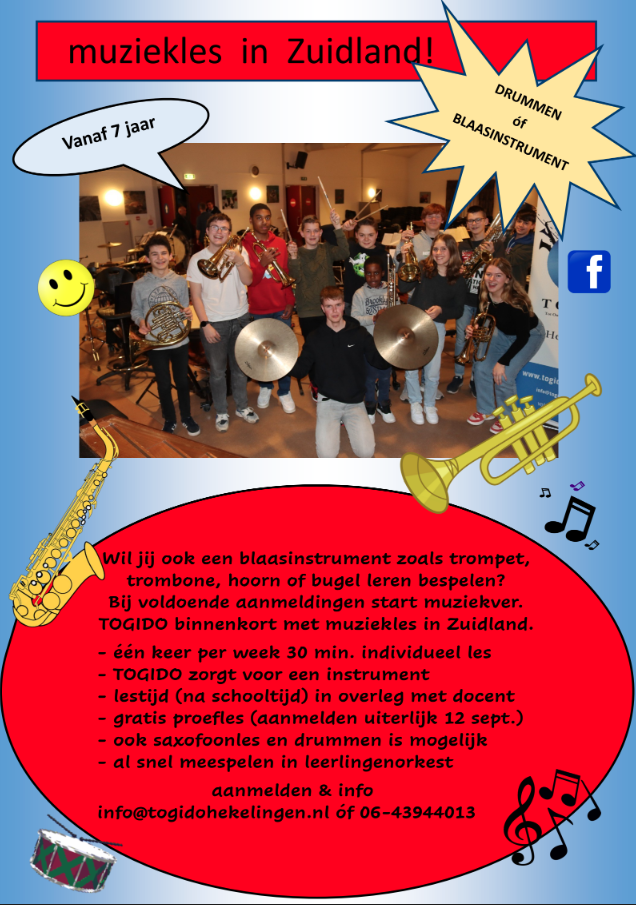 muziekles in Zuidland!
DRUMMEN
óf
BLAASINSTRUMENT
Vanaf 7 jaar
f
Wil jij ook een blaasinstrument zoals trompet,
trombone, hoorn of bugel leren bespelen?
Bij voldoende aanmeldingen start muziekver.
TOGIDO binnenkort met muziekles in Zuidland.
- één keer per week 30 min. individueel les
- TOGIDO zorgt voor een instrument
- lestijd (na schooltijd) in overleg met docent
- gratis proefles (aanmelden uiterlijk 12 sept.)
- ook saxofoonles en drummen is mogelijk
- al snel meespelen in leerlingenorkest
aanmelden & info
info@togidohekelingen.nl óf 06-43944013